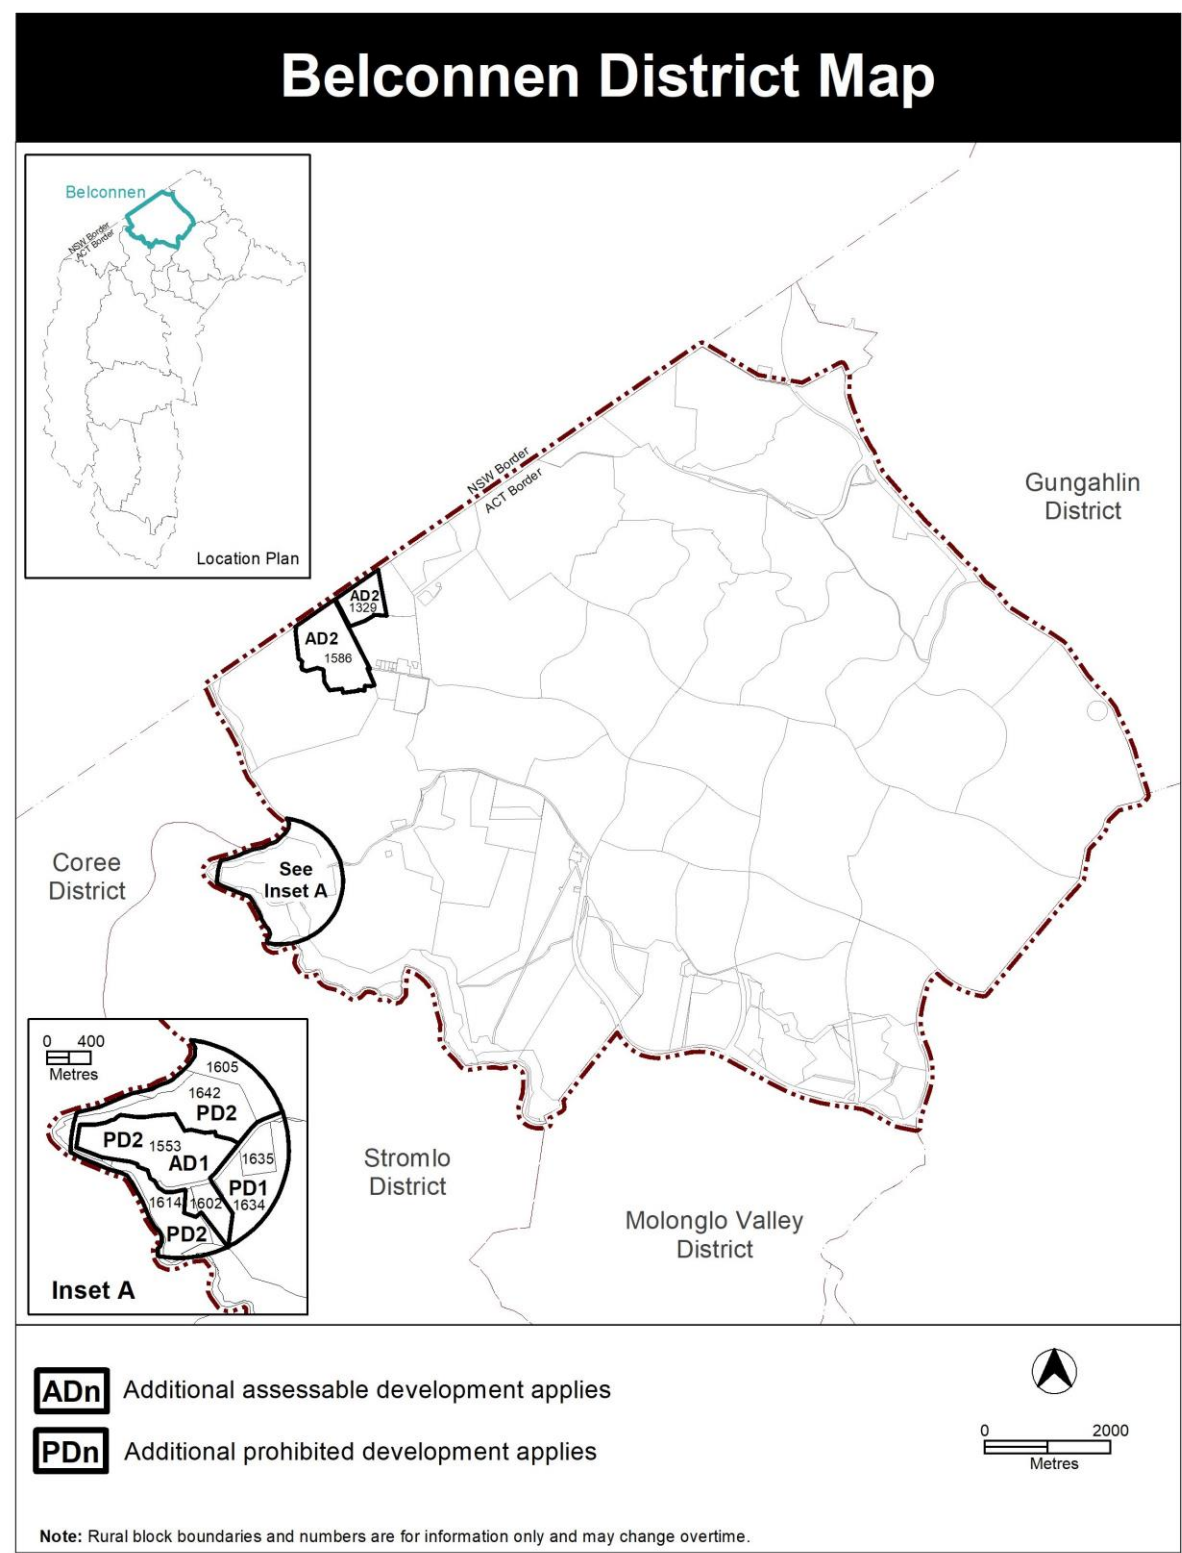 Belconnen District Map
Belconnen
NSW Border
ACT Border
Location Plan
NSW Border
ACT Border
Gungahlin
District
AD2
1329
AD2
1586
Coree
District
See
Inset A
0 400
Metres
1605
1642
PD2
PD2 1553
AD1
1635
PD1
1634
1614 1602
PD2
Inset A
Stromlo
District
Molonglo Valley
District
ADn Additional assessable development applies
PDn Additional prohibited development applies
0 2000
Metres
Note: Rural block boundaries and numbers are for information only and may change overtime.